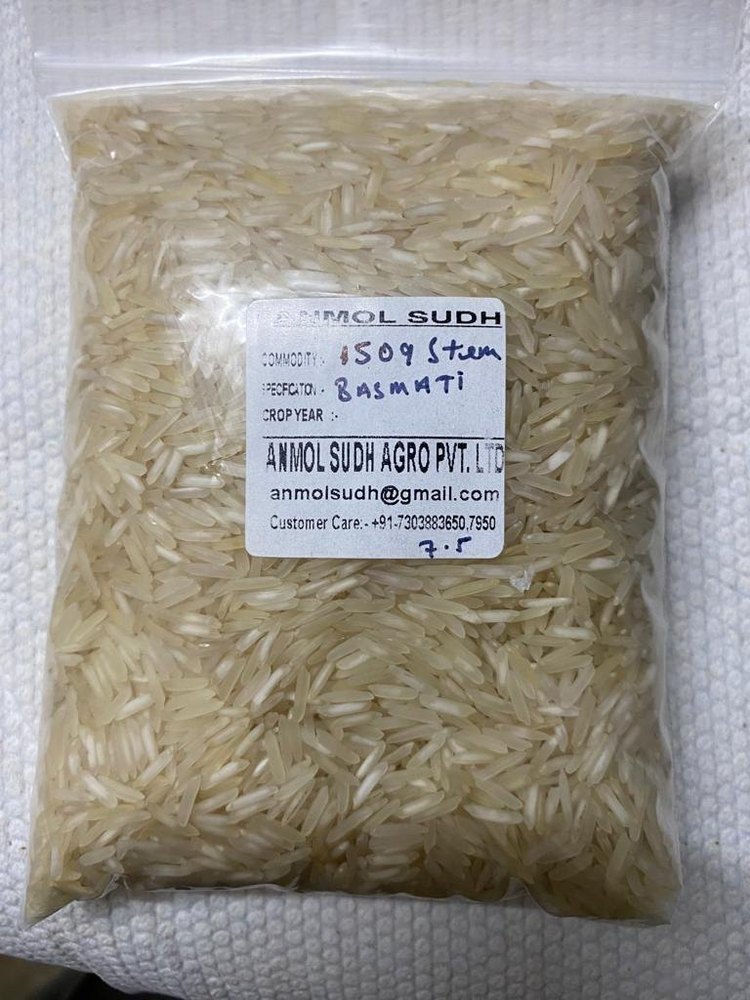 ANMOL SUDH
COMMODITY :- 1509 Steam
SPECIFICATION :- BASMATI
CROP YEAR :-
ANMOL SUDH AGRO PVT. LTD
anmolsudh@gmail.com
Customer Care:- +91-7303883650,7950
7.5